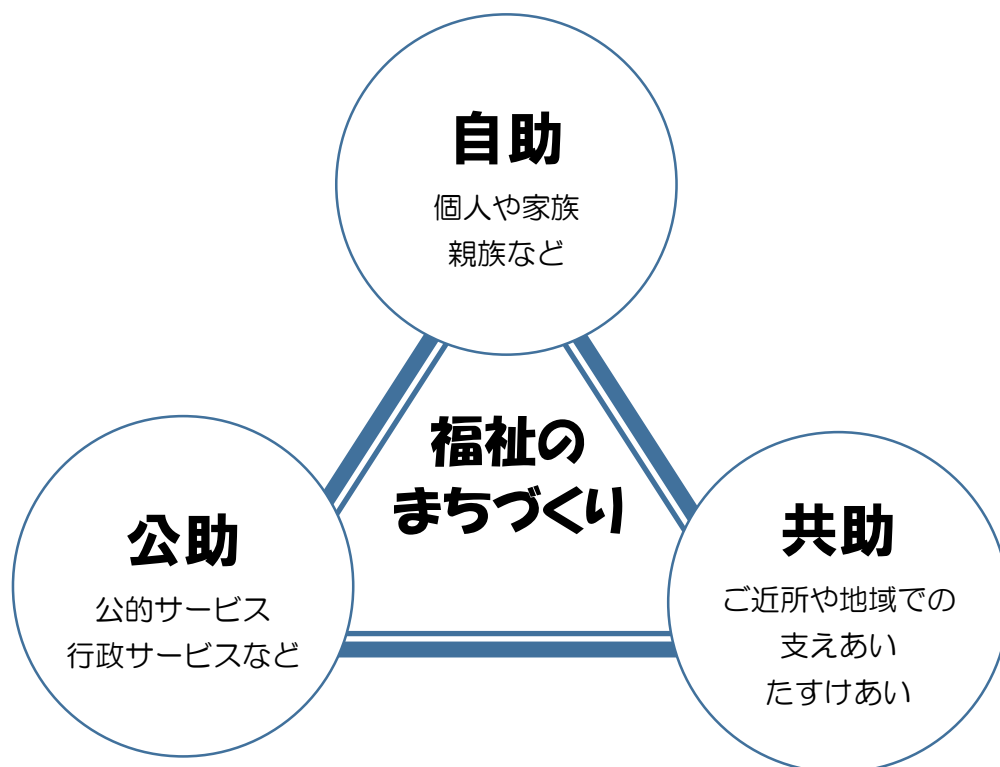 自助
個人や家族
親族など
福祉の
まちづくり
公助
公的サービス
行政サービスなど
共助
ご近所や地域での
支えあい
たすけあい